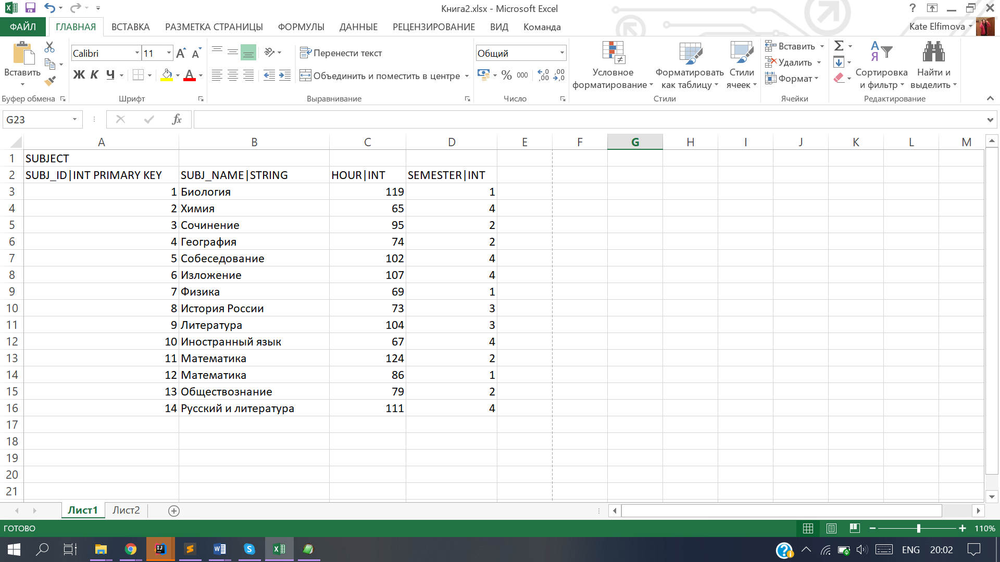 Книга2.xlsx - Microsoft Excel
?
ФАЙЛ ГЛАВНАЯ ВСТАВКА РАЗМЕТКА СТРАНИЦЫ ФОРМУЛЫ ДАННЫЕ РЕЦЕНЗИРОВАНИЕ ВИД Команда
Kate Elfimova
Вставить
Буфер обмена
Calibri 11
Ж К Ч
Шрифт
Перенести текст
Объединить и поместить в центре
Выравнивание
Общий
% 000
Число
Условное форматирование
Форматировать как таблицу
Стили ячеек
Стили
Вставить
Удалить
Формат
Ячейки
Сортировка и фильтр
Найти и выделить
Редактирование
G23 fx
A B C D E F G H I J K L M
1 SUBJECT
2 SUBJ_ID|INT PRIMARY KEY SUBJ_NAME|STRING HOUR|INT SEMESTER|INT
3 1 Биология 119 1
4 2 Химия 65 4
5 3 Сочинение 95 2
6 4 География 74 2
7 5 Собеседование 102 4
8 6 Изложение 107 4
9 7 Физика 69 1
10 8 История России 73 3
11 9 Литература 104 3
12 10 Иностранный язык 67 4
13 11 Математика 124 2
14 12 Математика 86 1
15 13 Обществознание 79 2
16 14 Русский и литература 111 4
17
18
19
20
21
Лист1 Лист2
ГОТОВО
110%
ENG 20:02